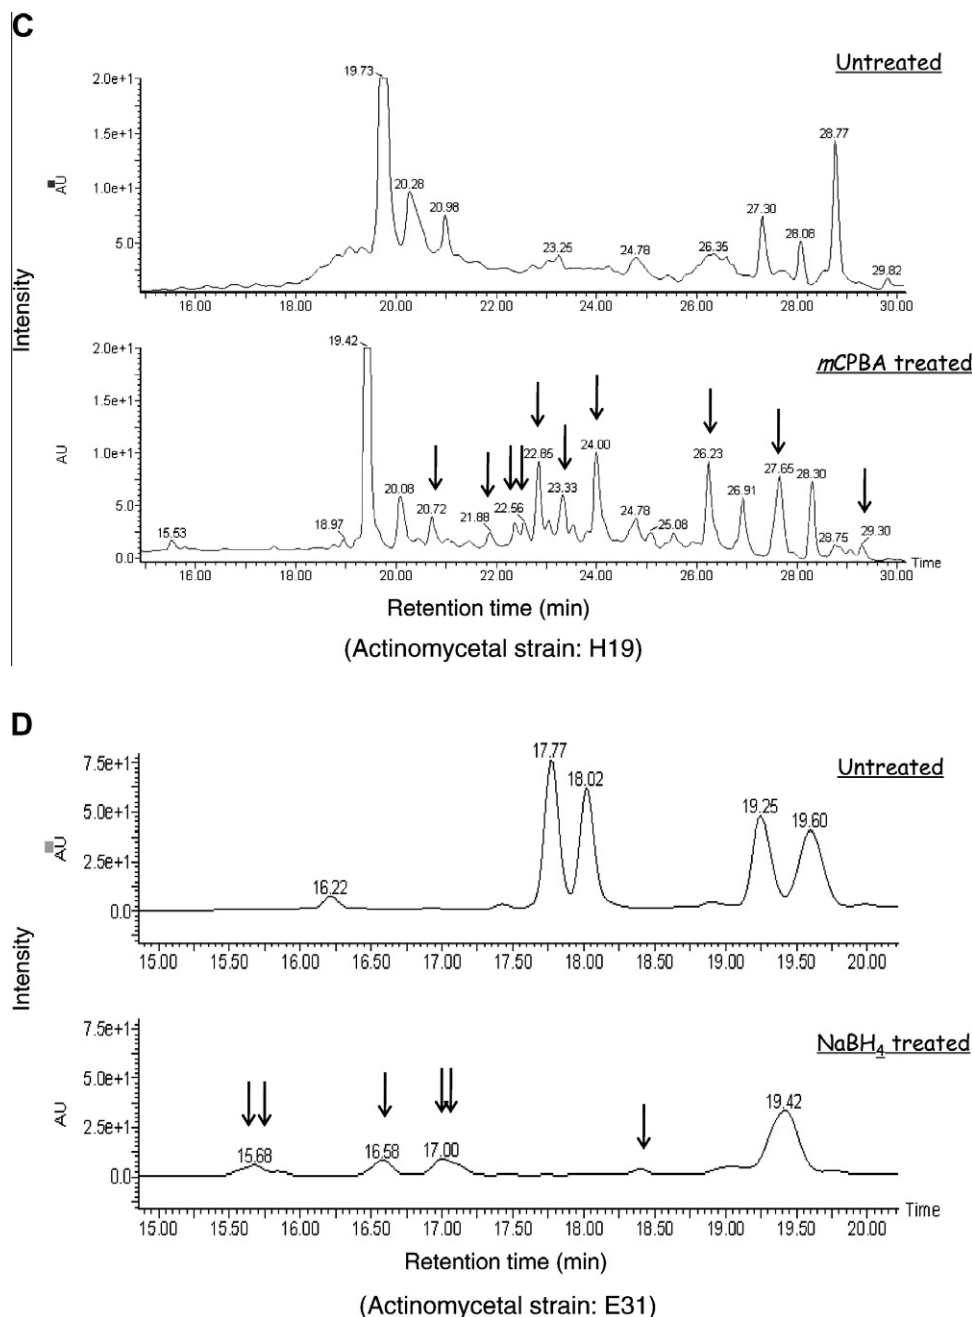 C
Untreated
2.0e+1
1.5e+1
1.0e+1
5.0
AU
19.73
20.28
20.98
23.25
24.78
26.35
27.30
28.08
28.77
29.82
16.00 18.00 20.00 22.00 24.00 26.00 28.00 30.00
Intensity
mCPBA treated
2.0e+1
1.5e+1
1.0e+1
5.0
0.0
AU
15.53
18.97
19.42
20.08
20.72
21.88
22.56
22.85
23.33
24.00
24.78
25.08
26.23
26.91
27.65
28.30
28.75
29.30
16.00 18.00 20.00 22.00 24.00 26.00 28.00 30.00
Time
Retention time (min)
(Actinomycetal strain: H19)
D
Untreated
7.5e+1
5.0e+1
2.5e+1
0.0
AU
16.22
17.77
18.02
19.25
19.60
15.00 15.50 16.00 16.50 17.00 17.50 18.00 18.50 19.00 19.50 20.00
Intensity
NaBH4 treated
7.5e+1
5.0e+1
2.5e+1
0.0
AU
15.68
16.58
17.00
19.42
15.00 15.50 16.00 16.50 17.00 17.50 18.00 18.50 19.00 19.50 20.00
Time
Retention time (min)
(Actinomycetal strain: E31)